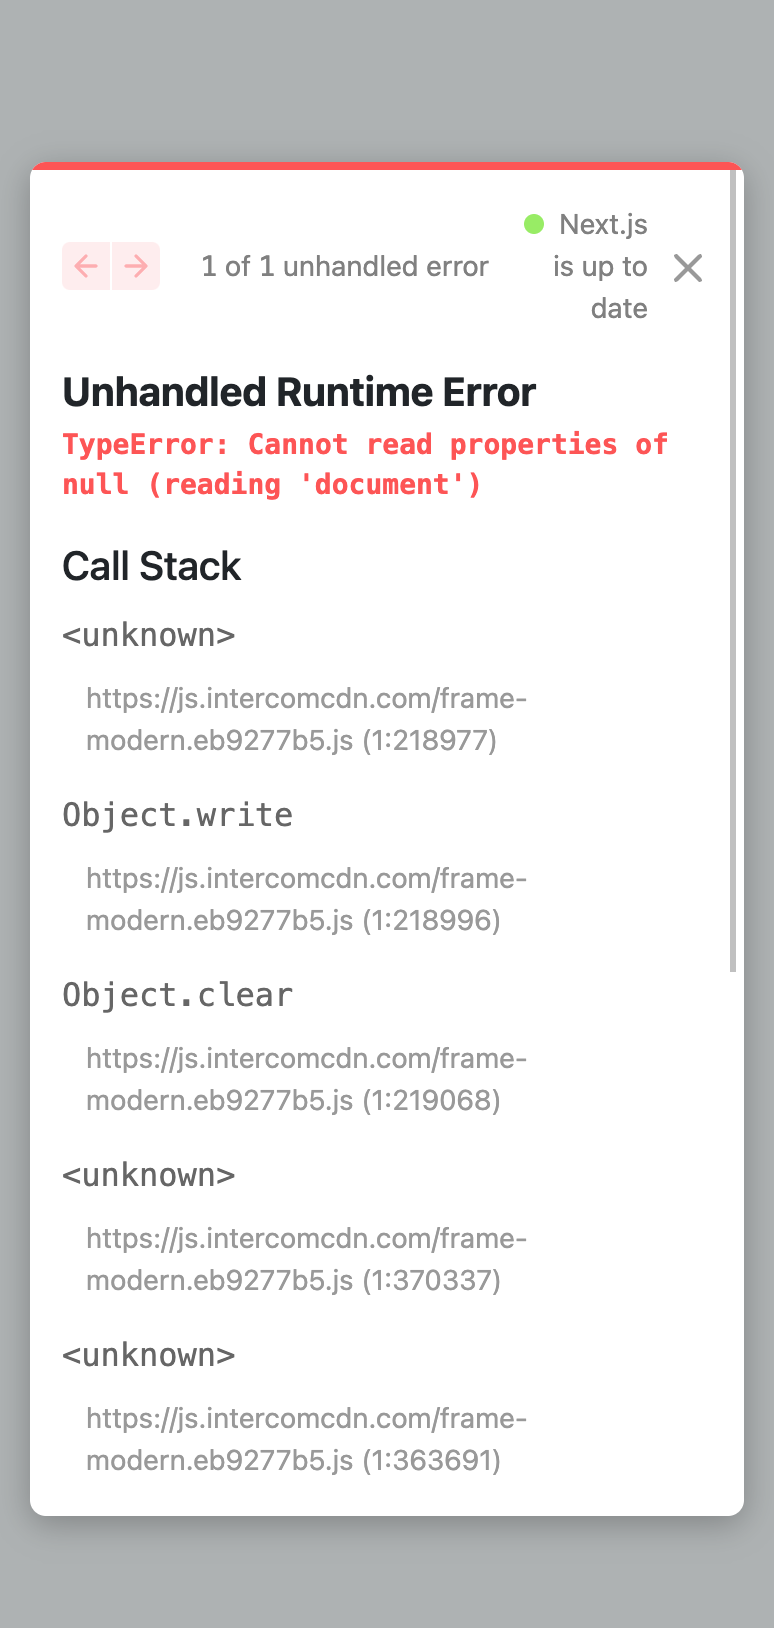 1 of 1 unhandled error
Next.js
is up to
date
Unhandled Runtime Error
TypeError: Cannot read properties of
null (reading 'document')
Call Stack
<unknown>
https://js.intercomcdn.com/frame-
modern.eb9277b5.js (1:218977)
Object.write
https://js.intercomcdn.com/frame-
modern.eb9277b5.js (1:218996)
Object.clear
https://js.intercomcdn.com/frame-
modern.eb9277b5.js (1:219068)
<unknown>
https://js.intercomcdn.com/frame-
modern.eb9277b5.js (1:370337)
<unknown>
https://js.intercomcdn.com/frame-
modern.eb9277b5.js (1:363691)